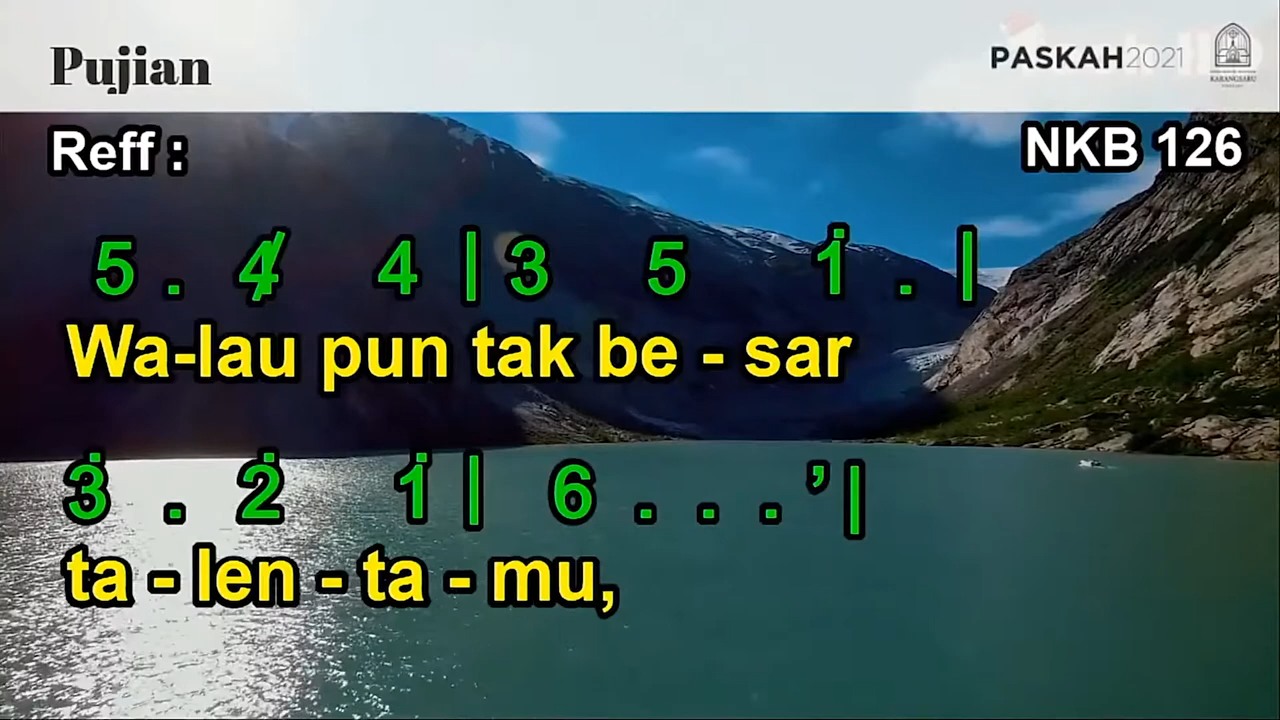 Pujian
PASKAH2021
KARANGSARU
Reff :
NKB 126
5 . 4̸ 4 | 3 5 1̇ . |
Wa-lau pun tak be - sar
3̇ . 2̇ 1̇ | 6 . . . ’ |
ta - len - ta - mu,